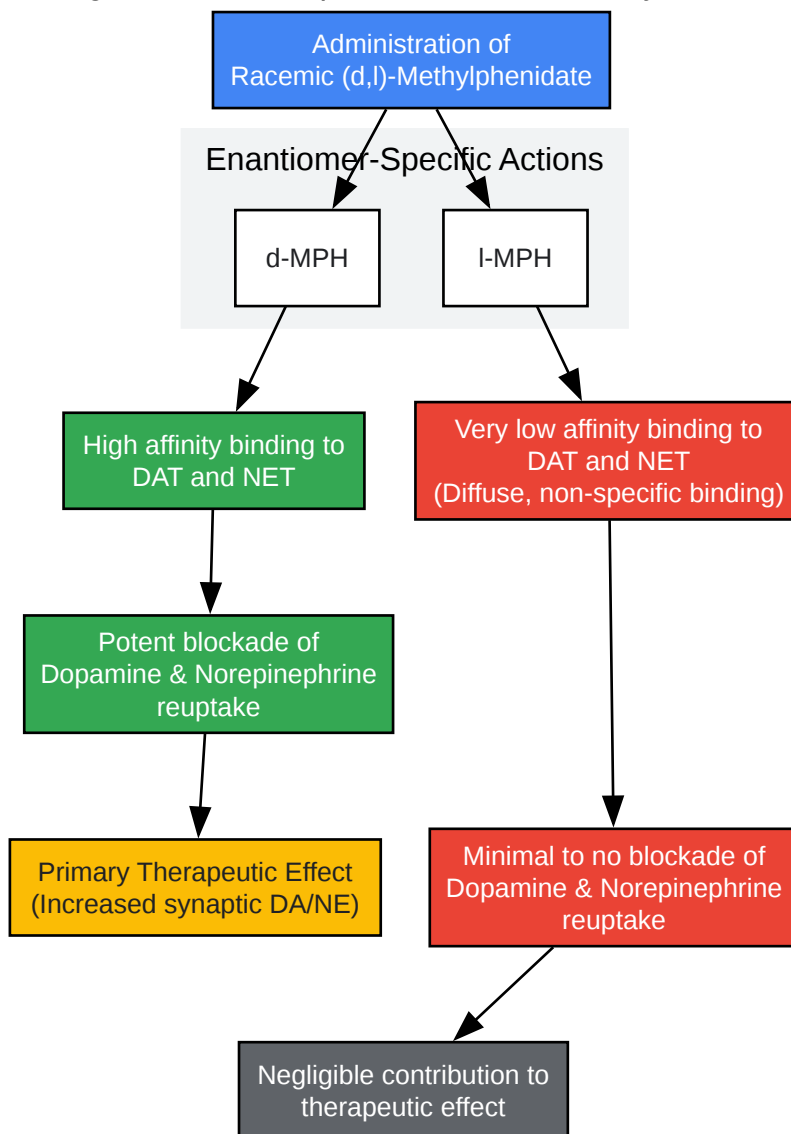 Administration of
Racemic (d,l)-Methylphenidate
Enantiomer-Specific Actions
d-MPH
l-MPH
High affinity binding to
DAT and NET
Very low affinity binding to
DAT and NET
(Diffuse, non-specific binding)
Potent blockade of
Dopamine & Norepinephrine
reuptake
Primary Therapeutic Effect
(Increased synaptic DA/NE)
Minimal to no blockade of
Dopamine & Norepinephrine
reuptake
Negligible contribution to
therapeutic effect